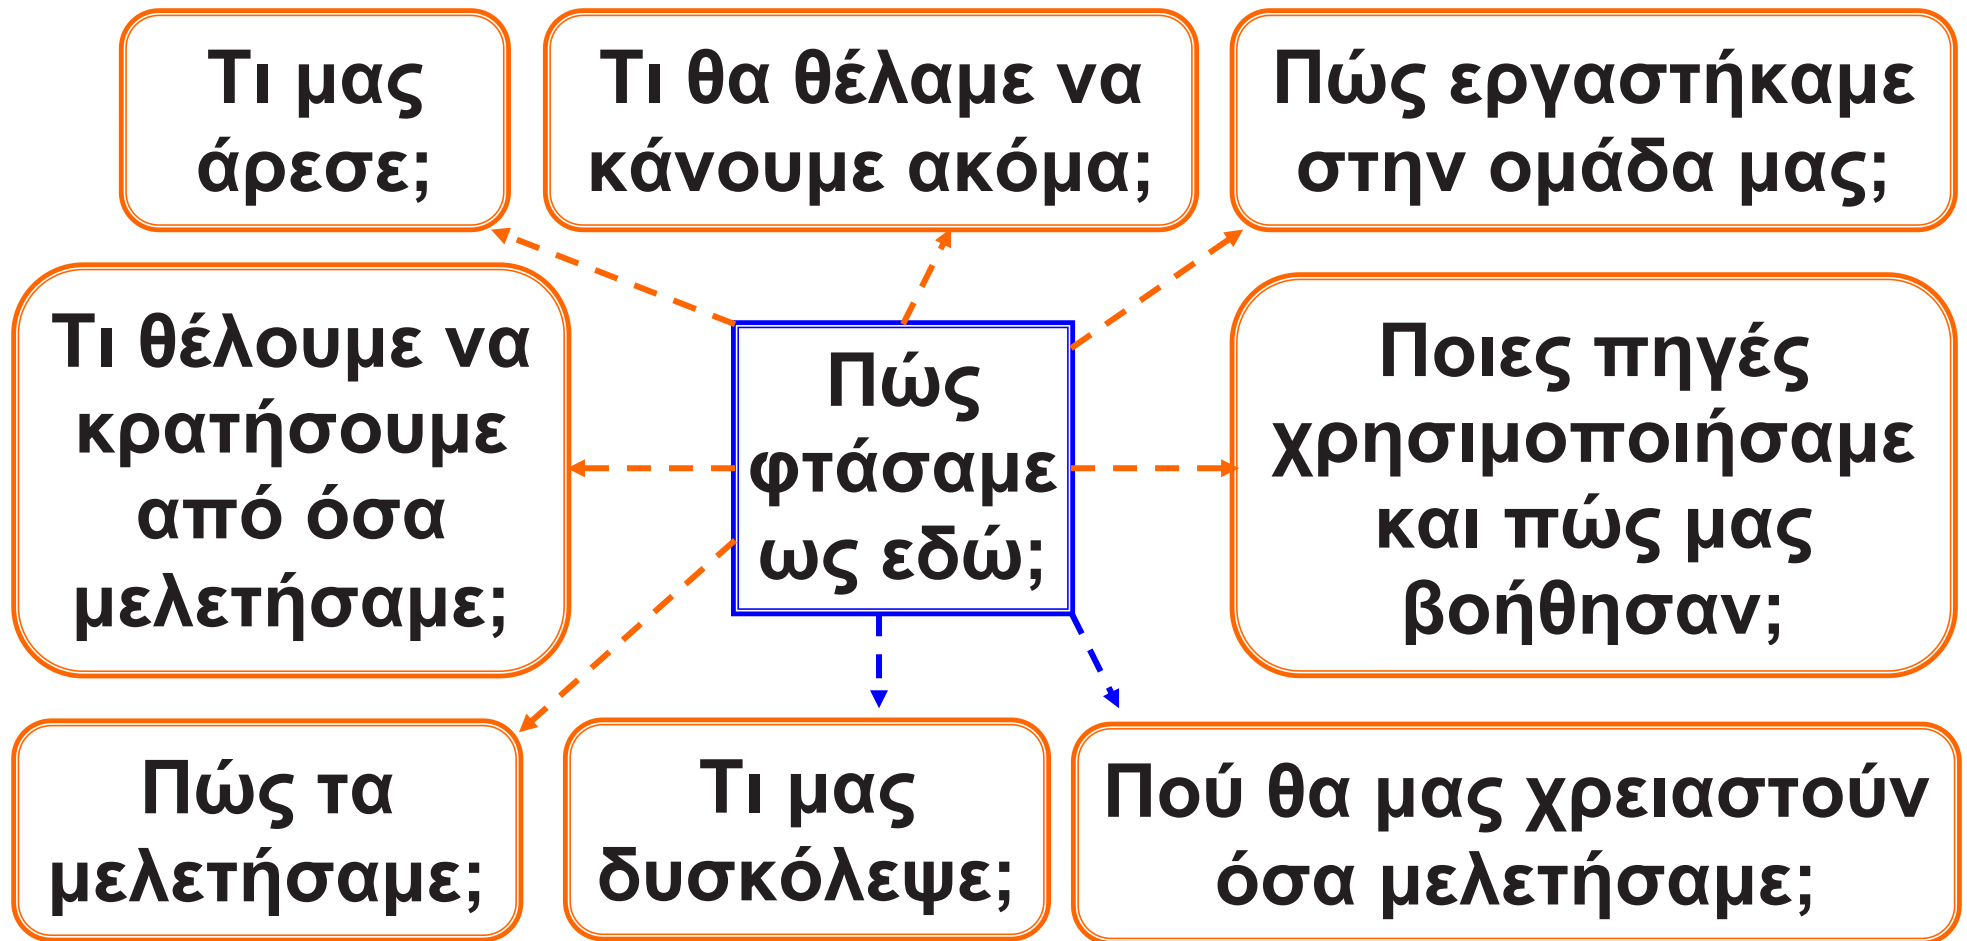 Τι μας
άρεσε;
Τι θα θέλαμε να
κάνουμε ακόμα;
Πώς εργαστήκαμε
στην ομάδα μας;
Τι θέλουμε να
κρατήσουμε
από όσα
μελετήσαμε;
Πώς
φτάσαμε
ως εδώ;
Ποιες πηγές
χρησιμοποιήσαμε
και πώς μας
βοήθησαν;
Πώς τα
μελετήσαμε;
Τι μας
δυσκόλεψε;
Πού θα μας χρειαστούν
όσα μελετήσαμε;